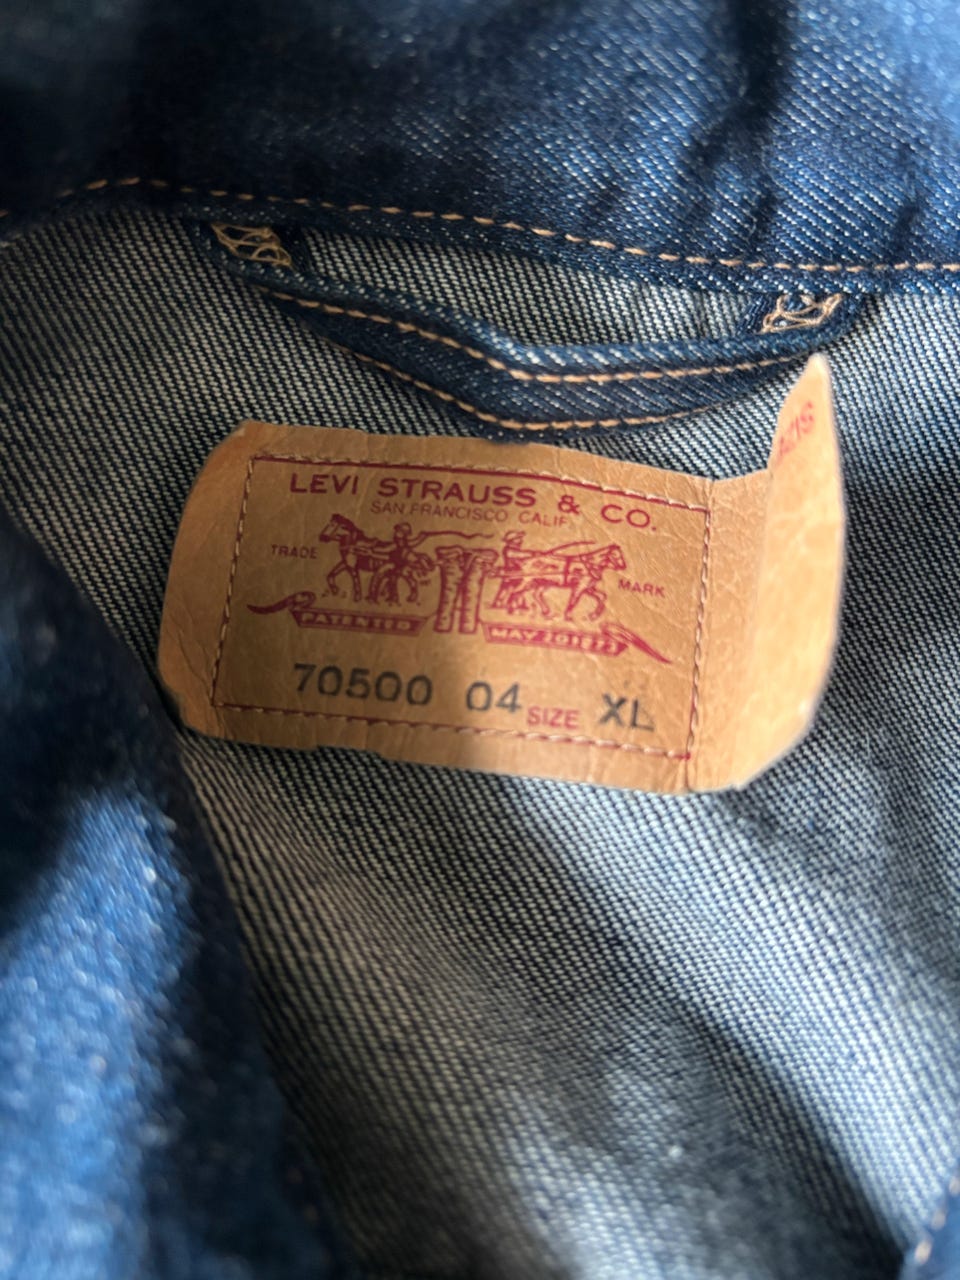 LEVI STRAUSS & CO.
SAN FRANCISCO CALIF.
TRADE MARK
PATENTED MAY 20 1873
70500 04 SIZE XL